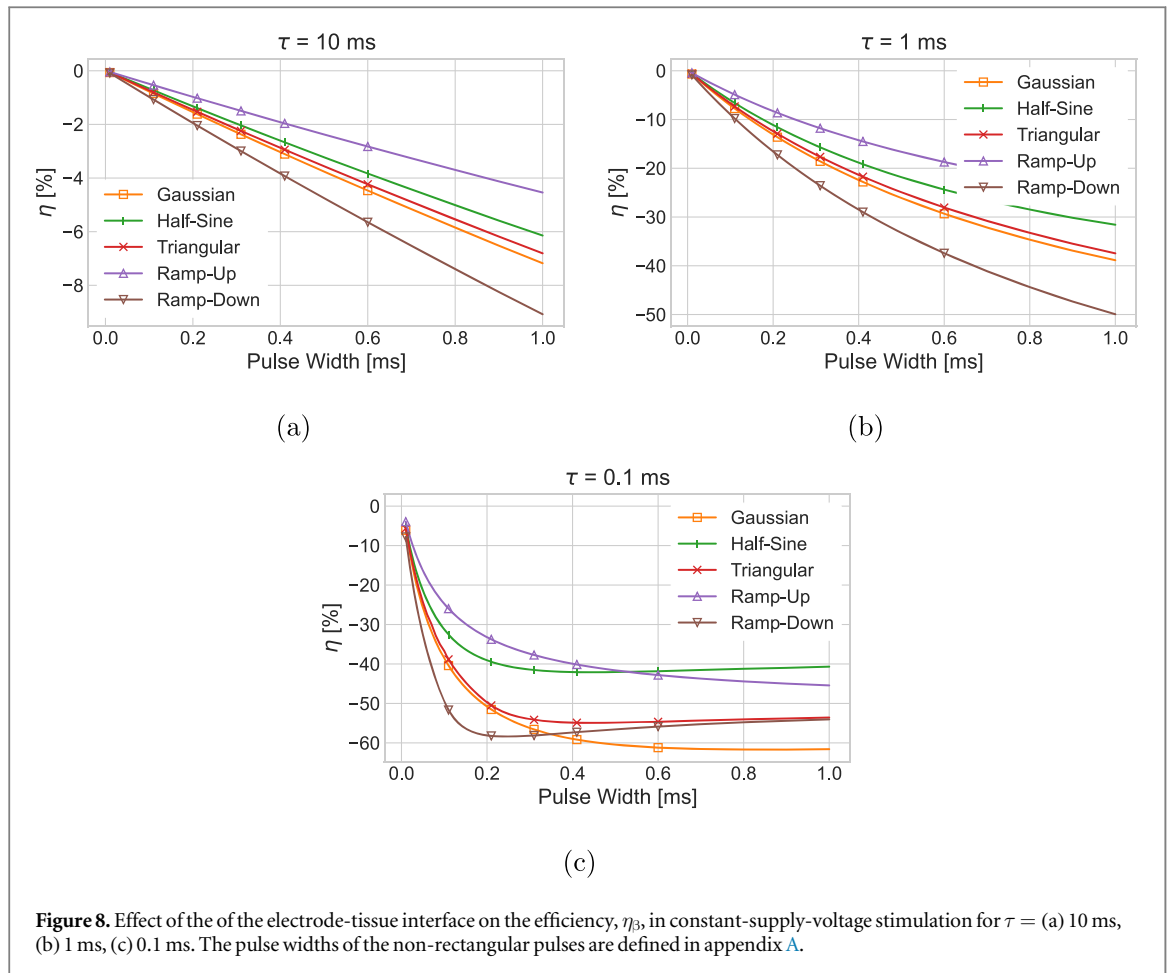 τ = 10 ms
0
−2
−4
−6
−8
η [%]
Gaussian
Half-Sine
Triangular
Ramp-Up
Ramp-Down
0.0 0.2 0.4 0.6 0.8 1.0
Pulse Width [ms]
(a)
τ = 1 ms
0
−10
−20
−30
−40
−50
η [%]
Gaussian
Half-Sine
Triangular
Ramp-Up
Ramp-Down
0.0 0.2 0.4 0.6 0.8 1.0
Pulse Width [ms]
(b)
τ = 0.1 ms
0
−10
−20
−30
−40
−50
−60
η [%]
Gaussian
Half-Sine
Triangular
Ramp-Up
Ramp-Down
0.0 0.2 0.4 0.6 0.8 1.0
Pulse Width [ms]
(c)
Figure 8. Effect of the of the electrode-tissue interface on the efficiency, η₃, in constant-supply-voltage stimulation for τ = (a) 10 ms,
(b) 1 ms, (c) 0.1 ms. The pulse widths of the non-rectangular pulses are defined in appendix A.